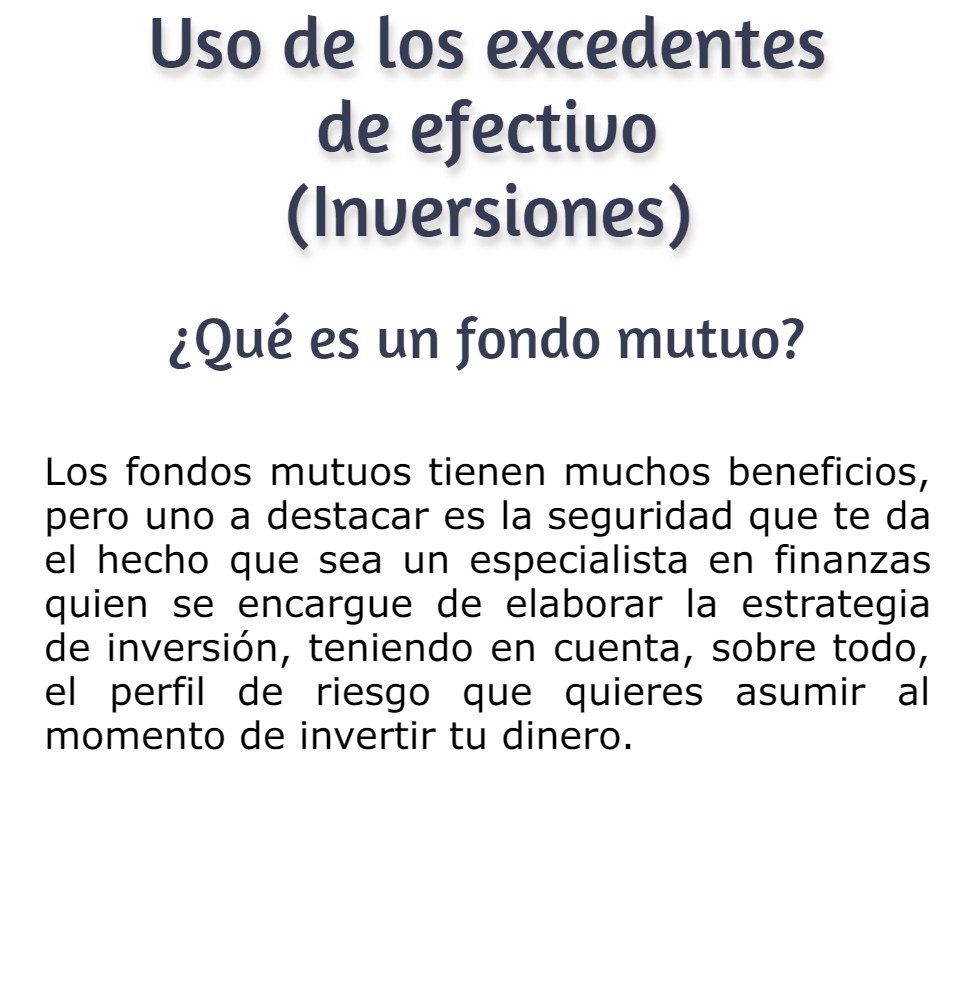 Uso de los excedentes
de efectivo
(Inversiones)
¿Qué es un fondo mutuo?
Los fondos mutuos tienen muchos beneficios,
pero uno a destacar es la seguridad que te da
el hecho que sea un especialista en finanzas
quien se encargue de elaborar la estrategia
de inversión, teniendo en cuenta, sobre todo,
el perfil de riesgo que quieres asumir al
momento de invertir tu dinero.